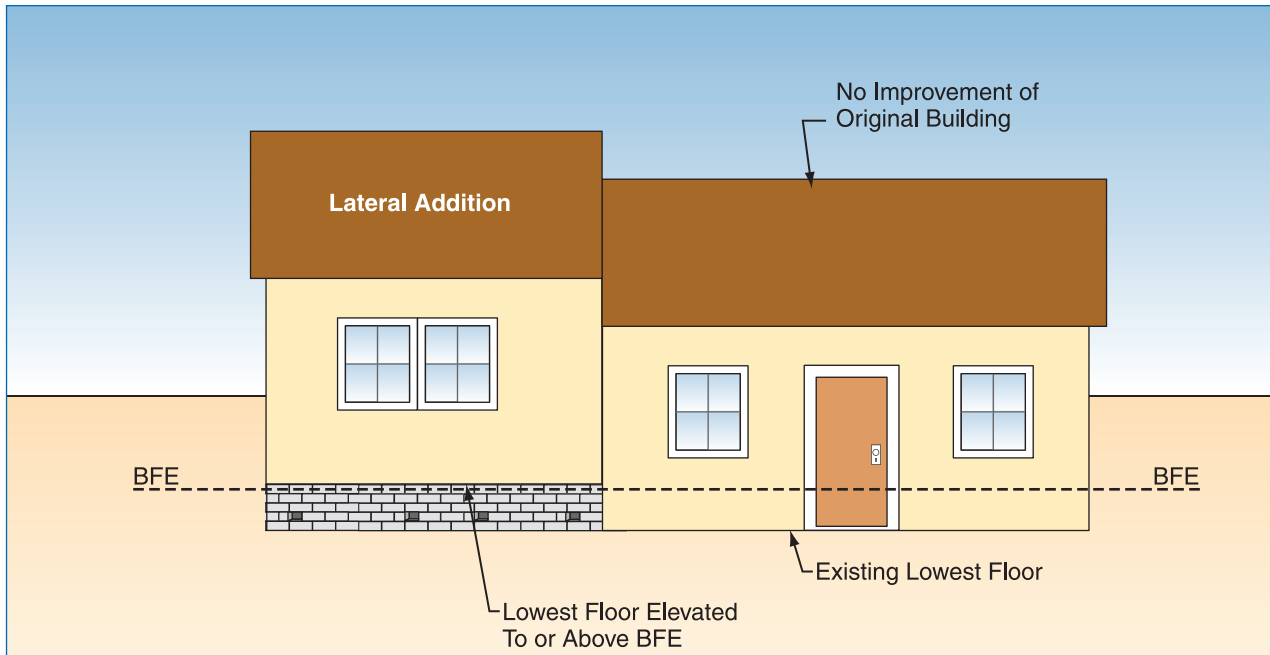 No Improvement of
Original Building
Lateral Addition
BFE
BFE
Existing Lowest Floor
Lowest Floor Elevated
To or Above BFE